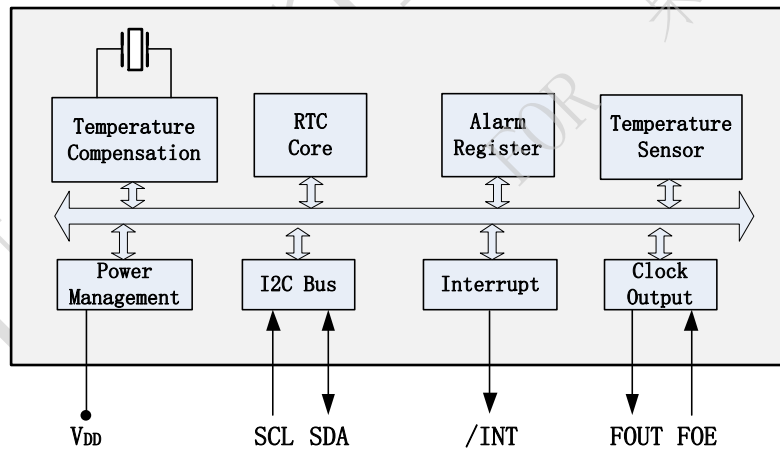 Temperature
Compensation
RTC
Core
Alarm
Register
Temperature
Sensor
Power
Management
I2C Bus
Interrupt
Clock
Output
VDD
SCL SDA
/INT
FOUT FOE
FOR